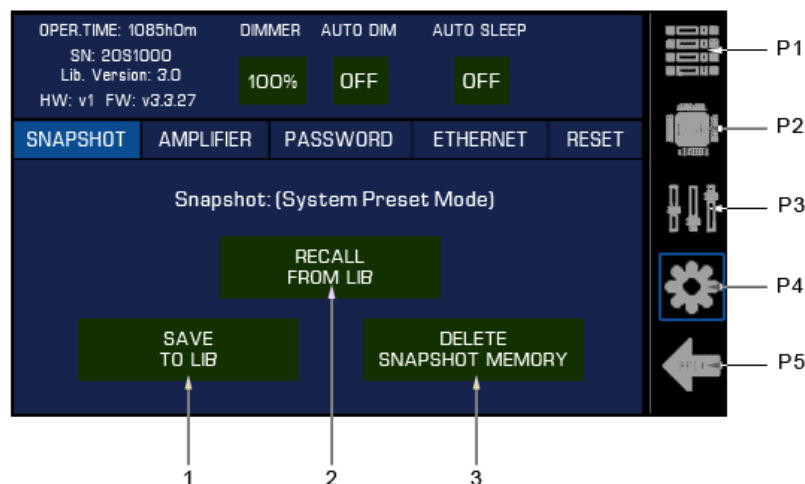 OPER.TIME: 1085h0m
SN: 20S1000
Lib. Version: 3.0
HW: v1 FW: v3.3.27
DIMMER AUTO DIM AUTO SLEEP
100% OFF OFF
SNAPSHOT AMPLIFIER PASSWORD ETHERNET RESET
Snapshot: (System Preset Mode)
RECALL
FROM LIB
SAVE
TO LIB
DELETE
SNAPSHOT MEMORY
P1
P2
P3
P4
P5
1 2 3